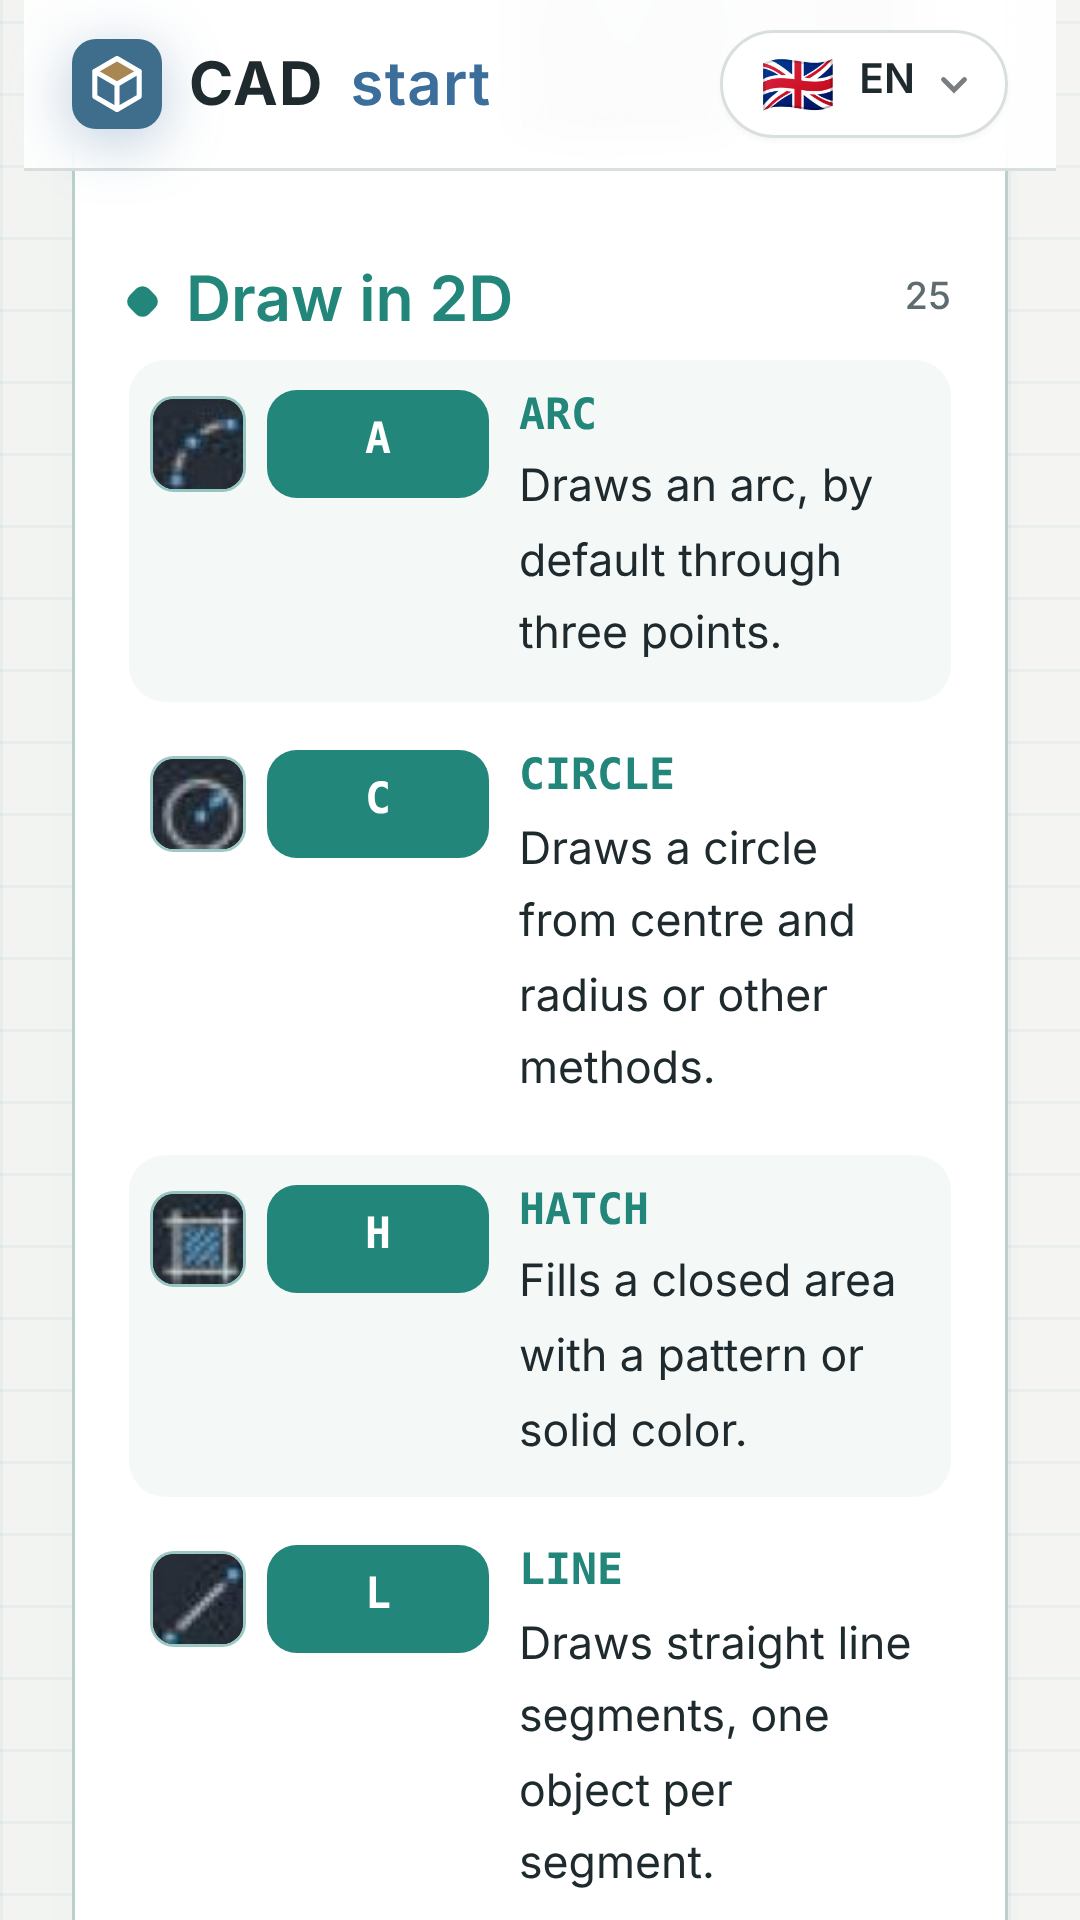 CAD start
EN
Draw in 2D
25
A
ARC
Draws an arc, by
default through
three points.
C
CIRCLE
Draws a circle
from centre and
radius or other
methods.
H
HATCH
Fills a closed area
with a pattern or
solid color.
L
LINE
Draws straight line
segments, one
object per
segment.